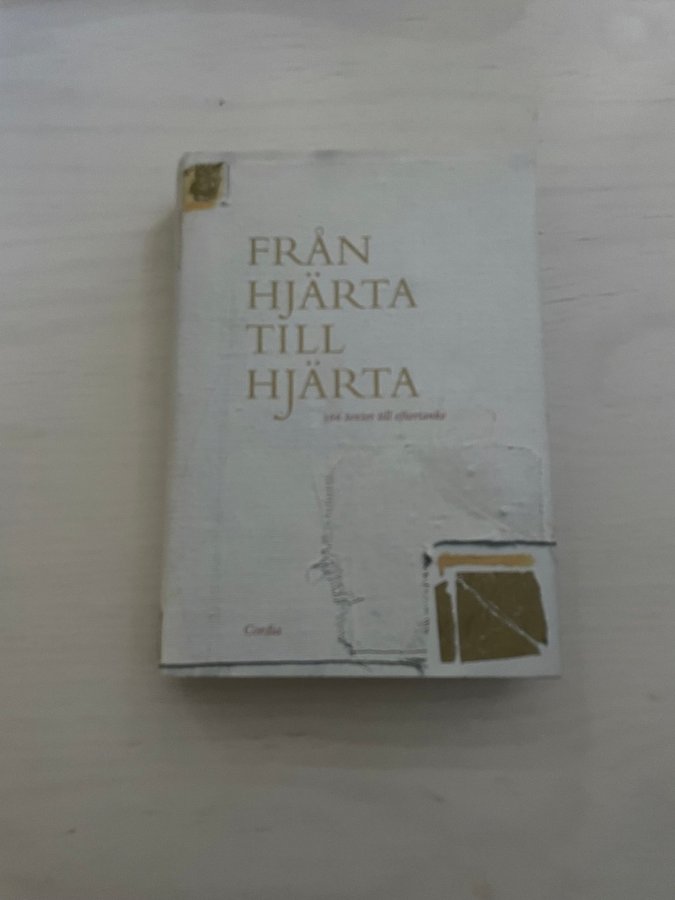 FRÅN
HJÄRTA
TILL
HJÄRTA
366 texter till eftertanke
Cordia